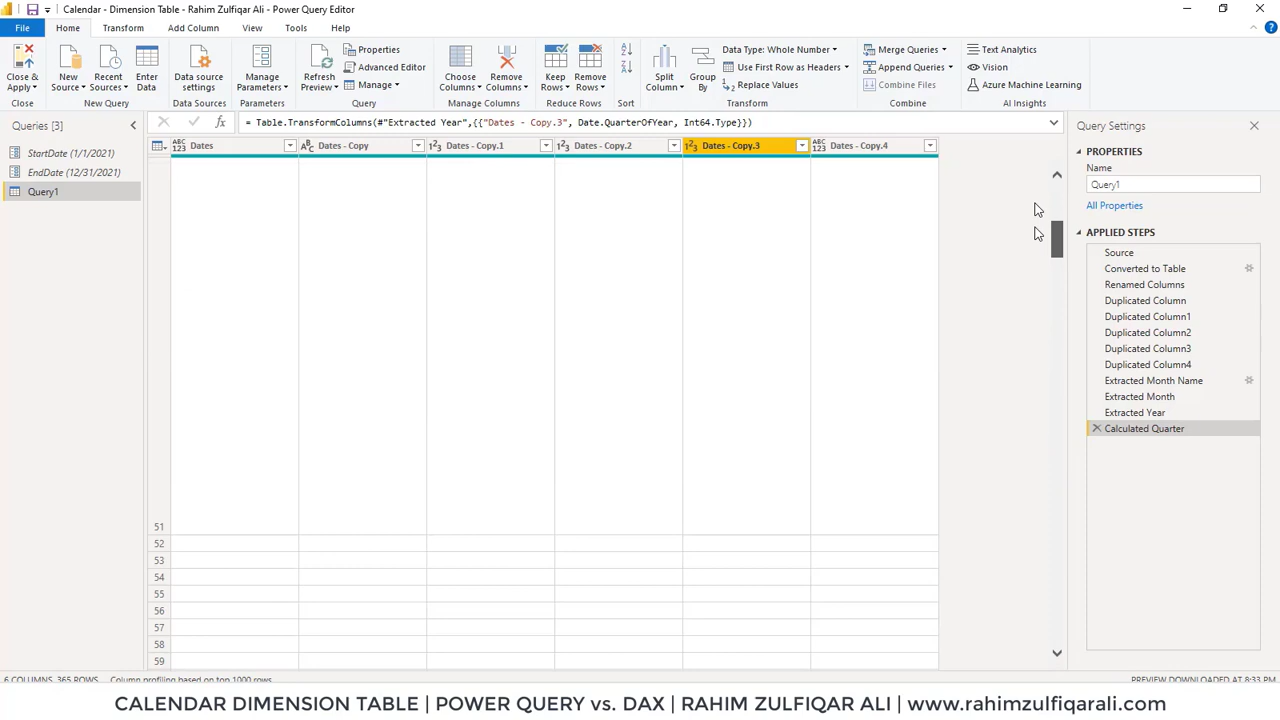 Calendar - Dimension Table - Rahim Zulfiqar Ali - Power Query Editor
File Home Transform Add Column View Tools Help
Close & Apply
New Source
Recent Sources
Enter Data
Data source settings
Manage Parameters
Refresh Preview
Properties
Advanced Editor
Manage
Choose Columns
Remove Columns
Keep Rows
Remove Rows
Split Column
Group By
Data Type: Whole Number
Use First Row as Headers
Replace Values
Merge Queries
Append Queries
Combine Files
Text Analytics
Vision
Azure Machine Learning
Close New Query Data Sources Parameters Query Manage Columns Reduce Rows Sort Transform Combine AI Insights
Queries [3]
StartDate (1/1/2021)
EndDate (12/31/2021)
Query1
= Table.TransformColumns(#"Extracted Year",{{"Dates - Copy.3", Date.QuarterOfYear, Int64.Type}})
Dates Dates - Copy Dates - Copy.1 Dates - Copy.2 Dates - Copy.3 Dates - Copy.4
51
52
53
54
55
56
57
58
59
Query Settings
PROPERTIES
Name
Query1
All Properties
APPLIED STEPS
Source
Converted to Table
Renamed Columns
Duplicated Column
Duplicated Column1
Duplicated Column2
Duplicated Column3
Duplicated Column4
Extracted Month Name
Extracted Month
Extracted Year
Calculated Quarter
6 COLUMNS, 365 ROWS Column profiling based on top 1000 rows PREVIEW DOWNLOADED AT 8:33 PM
CALENDAR DIMENSION TABLE | POWER QUERY vs. DAX | RAHIM ZULFIQAR ALI | www.rahimzulfiqarali.com